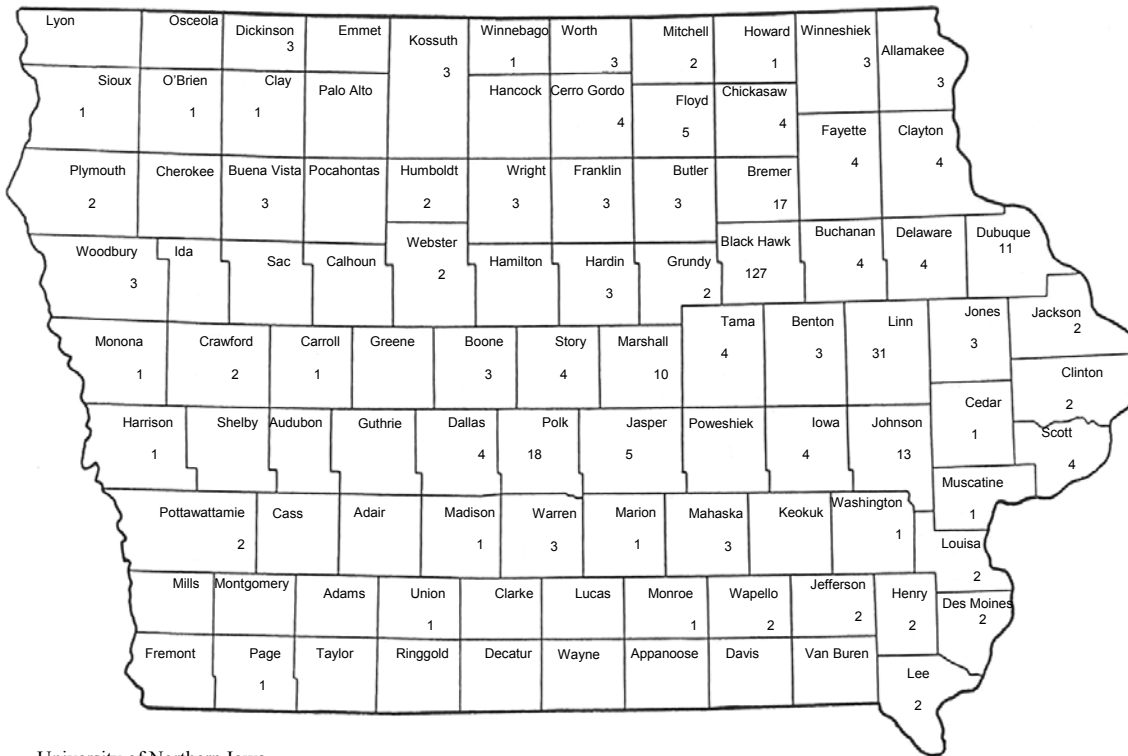 Lyon
Osceola
Dickinson
3
Emmet
Kossuth
3
Winnebago
1
Worth
3
Mitchell
2
Howard
1
Winneshiek
3
Allamakee
3
Sioux
1
O'Brien
1
Clay
1
Palo Alto
Hancock
Cerro Gordo
4
Floyd
5
Chickasaw
4
Fayette
4
Clayton
4
Plymouth
2
Cherokee
Buena Vista
3
Pocahontas
Humboldt
2
Wright
3
Franklin
3
Butler
3
Bremer
17
Woodbury
3
Ida
Sac
Calhoun
Webster
2
Hamilton
Hardin
3
Grundy
2
Black Hawk
127
Buchanan
4
Delaware
4
Dubuque
11
Monona
1
Crawford
2
Carroll
1
Greene
Boone
3
Story
4
Marshall
10
Tama
4
Benton
3
Linn
31
Jones
3
Jackson
2
Clinton
2
Harrison
1
Shelby
Audubon
Guthrie
Dallas
4
Polk
18
Jasper
5
Poweshiek
Iowa
4
Johnson
13
Cedar
1
Scott
4
Muscatine
1
Pottawattamie
2
Cass
Adair
Madison
1
Warren
3
Marion
1
Mahaska
3
Keokuk
Washington
1
Louisa
2
Mills
Montgomery
Adams
Union
1
Clarke
Lucas
Monroe
1
Wapello
2
Jefferson
2
Henry
2
Des Moines
2
Fremont
Page
1
Taylor
Ringgold
Decatur
Wayne
Appanoose
Davis
Van Buren
Lee
2
University of Northern Iowa